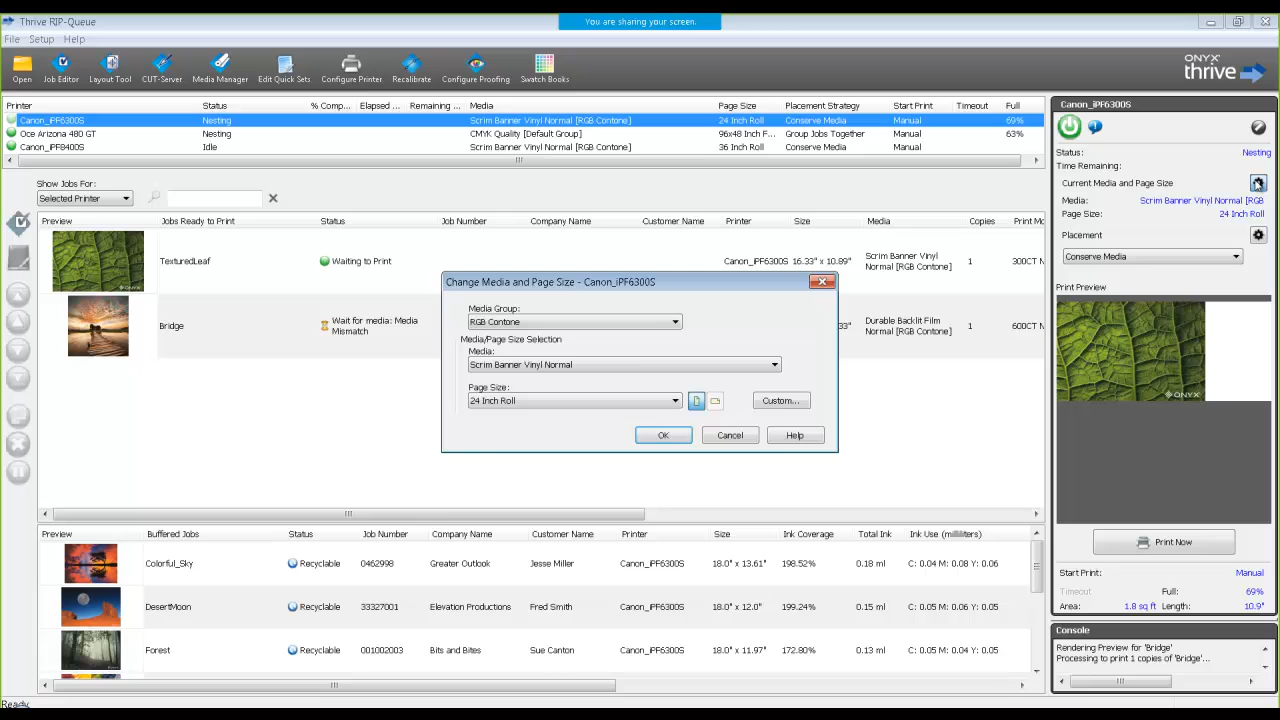 Thrive RIP-Queue
You are sharing your screen.
File Setup Help
Open Job Editor Layout Tool CUT-Server Media Manager Edit Quick Sets Configure Printer Recalibrate Configure Proofing Swatch Books
ONYX
thrive
Printer Status % Comp... Elapsed ... Remaining ... Media Page Size Placement Strategy Start Print Timeout Full
Canon_iPF6300S Nesting Scrim Banner Vinyl Normal [RGB Contone] 24 Inch Roll Conserve Media Manual 69%
Oce Arizona 480 GT Nesting CMYK Quality [Default Group] 96x48 Inch F... Group Jobs Together Manual 63%
Canon_iPF8400S Idle Scrim Banner Vinyl Normal [RGB Contone] 36 Inch Roll Conserve Media Manual
Show Jobs For:
Selected Printer
Preview Jobs Ready to Print Status Job Number Company Name Customer Name Printer Size Media Copies Print Mo
TexturedLeaf Waiting to Print Canon_iPF6300S 16.33" x 10.89" Scrim Banner Vinyl
Normal [RGB Contone] 1 300CT N
ONYX
Bridge Wait for media: Media
Mismatch 33" Durable Backlit Film
Normal [RGB Contone] 1 600CT N
Change Media and Page Size - Canon_iPF6300S
Media Group:
RGB Contone
Media/Page Size Selection
Media:
Scrim Banner Vinyl Normal
Page Size:
24 Inch Roll Custom...
OK Cancel Help
Preview Buffered Jobs Status Job Number Company Name Customer Name Printer Size Ink Coverage Total Ink Ink Use (milliliters)
Colorful_Sky Recyclable 0462998 Greater Outlook Jesse Miller Canon_iPF6300S 18.0" x 13.61" 198.52% 0.18 ml C: 0.04 M: 0.08 Y: 0.06
DesertMoon Recyclable 33327001 Elevation Productions Fred Smith Canon_iPF6300S 18.0" x 12.0" 199.24% 0.15 ml C: 0.05 M: 0.06 Y: 0.05
Forest Recyclable 001002003 Bits and Bites Sue Canton Canon_iPF6300S 18.0" x 11.97" 172.80% 0.13 ml C: 0.05 M: 0.04 Y: 0.05
Ready
Canon_iPF6300S
Status: Nesting
Time Remaining:
Current Media and Page Size
Media: Scrim Banner Vinyl Normal [RGB
Page Size: 24 Inch Roll
Placement
Conserve Media
Print Preview
ONYX
Print Now
Start Print: Manual
Timeout Full: 69%
Area: 1.8 sq ft Length: 10.9"
Console
Rendering Preview for 'Bridge'
Processing to print 1 copies of 'Bridge'...